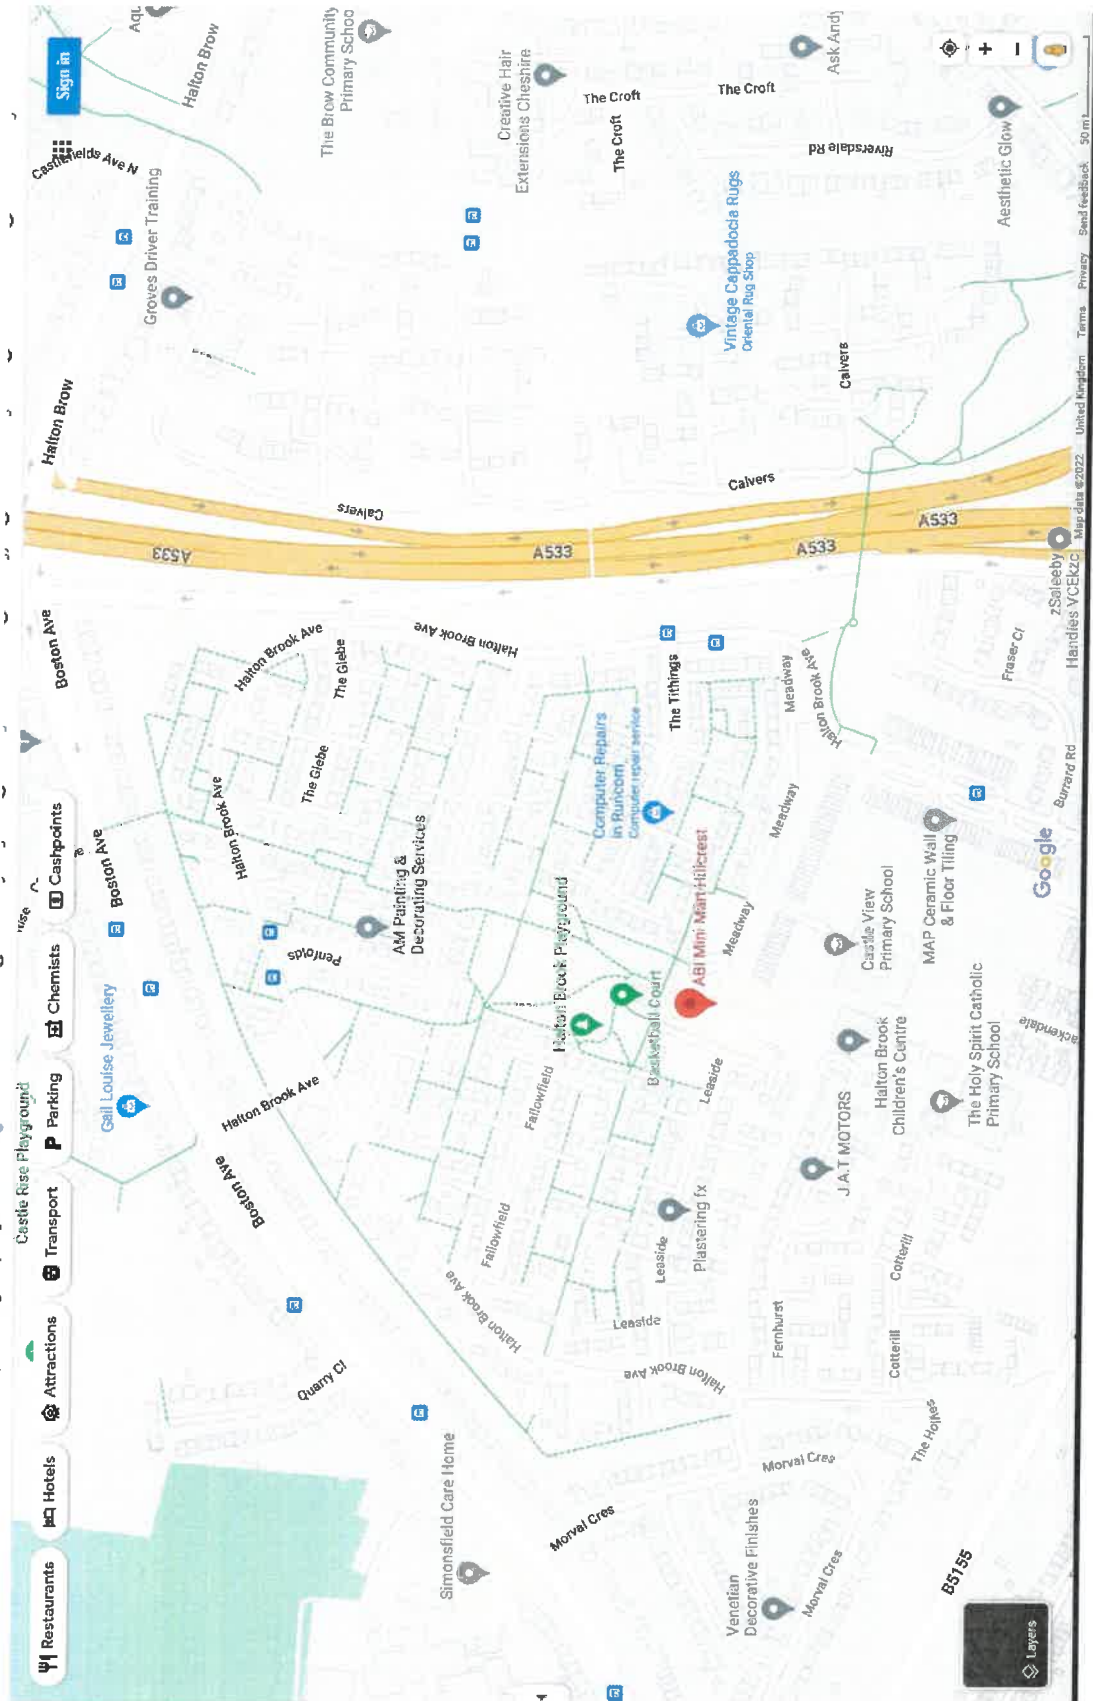 Restaurants
Hotels
Attractions
Transport
Parking
Chemists
Cashpoints
Sign in
Castle Rise Playground
Gail Louise Jewellery
Boston Ave
Boston Ave
Boston Ave
Halton Brow
Halton Brow
Castlefields Ave N
Groves Driver Training
The Brow Community
Primary Schoo
Creative Hair
Extensions Cheshire
The Croft
The Croft
The Croft
Ask Andy
Riversdale Rd
Aesthetic Glow
Vintage Cappadocia Rugs
Oriental Rug Shop
Calvers
Calvers
Calvers
A533
A533
A533
A533
Halton Brook Ave
Halton Brook Ave
Halton Brook Ave
Halton Brook Ave
Halton Brook Ave
Halton Brook Ave
Halton Brook Ave
The Glebe
The Glebe
Penfolds
AM Painting &
Decorating Services
Halton Brook Playground
Basketball Court
Computer Repairs
in Runcorn
Computer repair service
The Tithings
ABI Mini Mart Hillcrest
Meadway
Meadway
Meadway
Fallowfield
Fallowfield
Leaside
Leaside
Leaside
Plastering fx
Quarry Cl
Simonsfield Care Home
Morval Cres
Morval Cres
Morval Cres
Venetian
Decorative Finishes
Fernhurst
Cotterill
Cotterill
The Holkes
J.A.T MOTORS
Halton Brook
Children's Centre
Castle View
Primary School
The Holy Spirit Catholic
Primary School
MAP Ceramic Wall
& Floor Tiling
ackendale
Burrard Rd
Fraser Ct
zSaleeby
Handies VCEkzc
B5155
Layers
Google
Map data ©2022
United Kingdom
Terms
Privacy
Send feedback
50 m